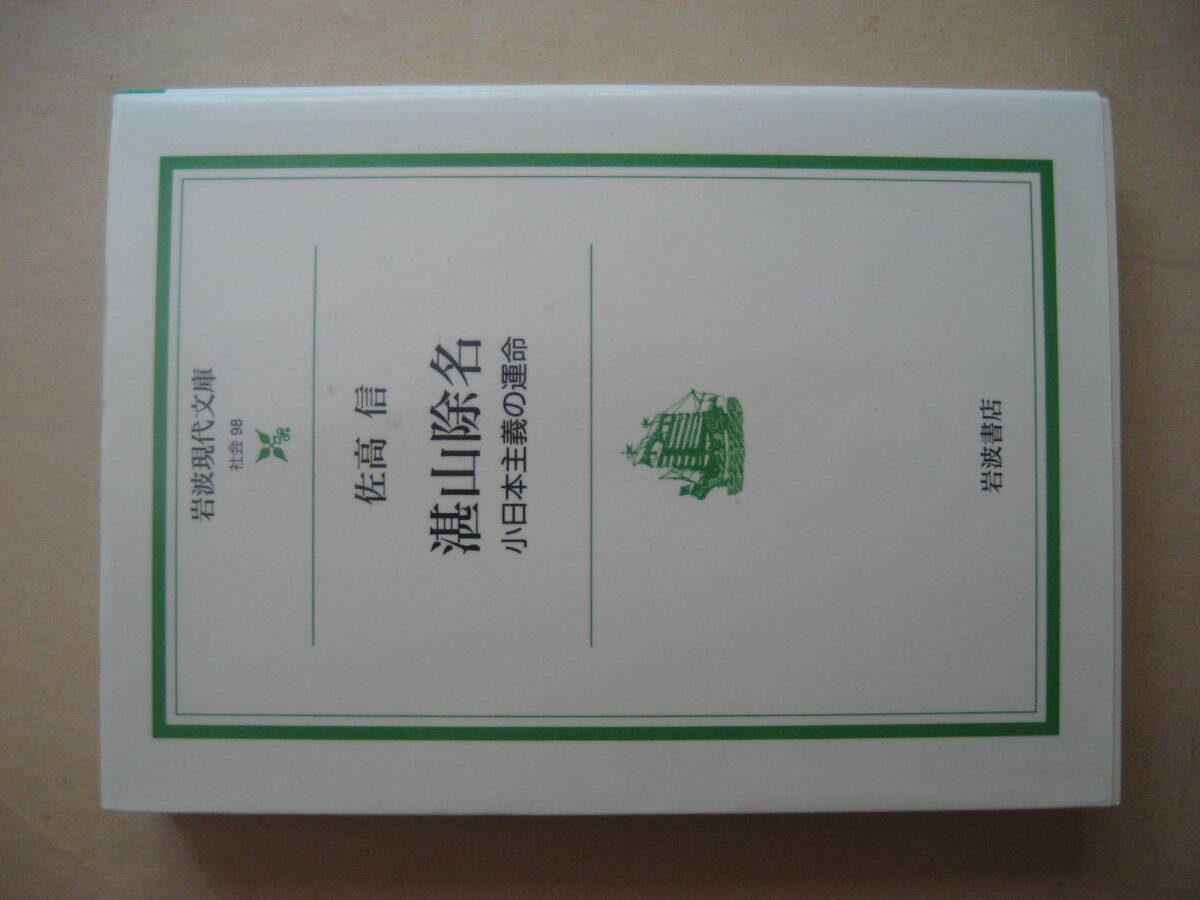 岩波現代文庫
社会 98
佐高 信
湛山除名
小日本主義の運命
岩波書店